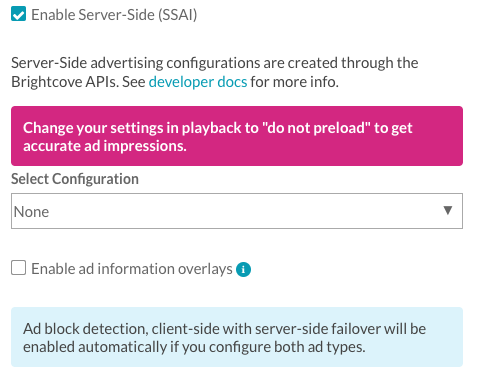 Enable Server-Side (SSAI)
Server-Side advertising configurations are created through the
Brightcove APIs. See developer docs for more info.
Change your settings in playback to "do not preload" to get
accurate ad impressions.
Select Configuration
None
Enable ad information overlays
Ad block detection, client-side with server-side failover will be
enabled automatically if you configure both ad types.